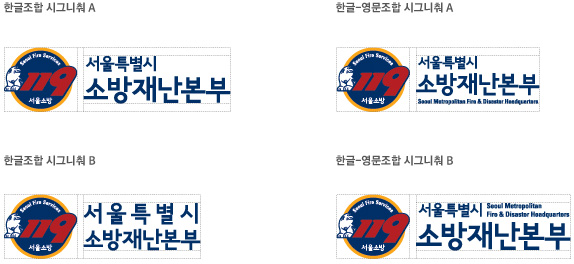 한글조합 시그니춰 A
Seoul Fire Services
119
서울소방
서울특별시
소방재난본부
한글-영문조합 시그니춰 A
Seoul Fire Services
119
서울소방
서울특별시
소방재난본부
Seoul Metropolitan Fire & Disaster Headquarters
한글조합 시그니춰 B
Seoul Fire Services
119
서울소방
서울특별시
소방재난본부
한글-영문조합 시그니춰 B
Seoul Fire Services
119
서울소방
서울특별시
Seoul Metropolitan
Fire & Disaster Headquarters
소방재난본부